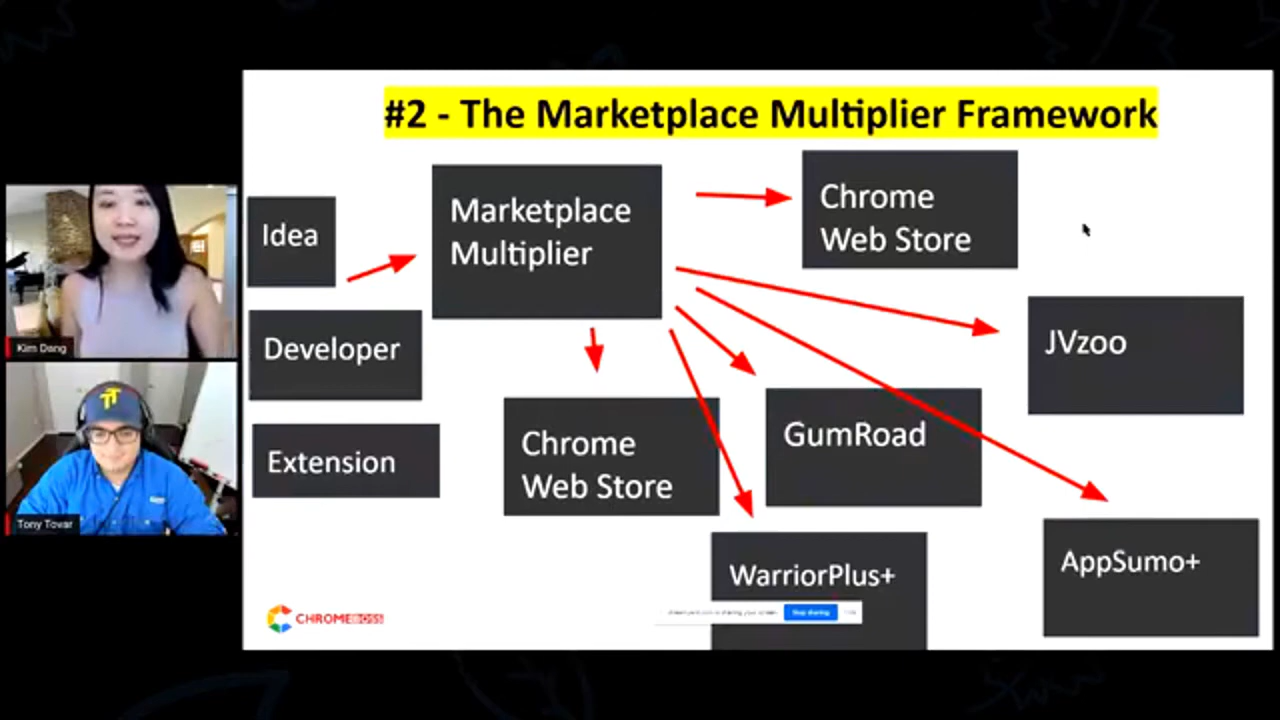 #2 - The Marketplace Multiplier Framework
Idea
Developer
Extension
Marketplace
Multiplier
Chrome
Web Store
JVzoo
Chrome
Web Store
GumRoad
WarriorPlus+
AppSumo+
Kim Dang
Tony Tovar
TT
CHROMEBOSS
Stop sharing